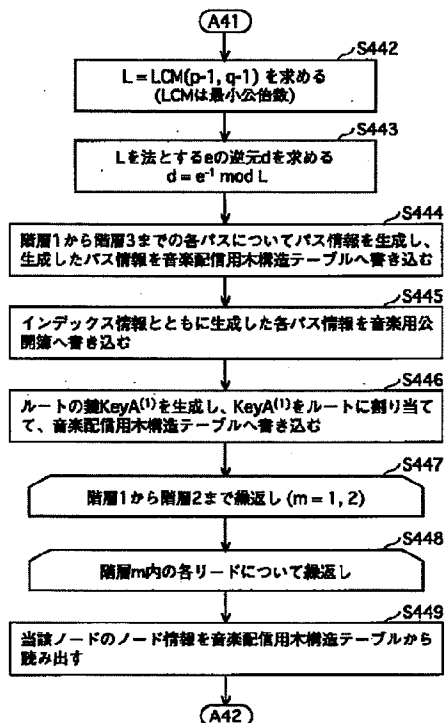 A41
S442
L = LCM(p-1, q-1) を求める
(LCMは最小公倍数)
S443
Lを法とするeの逆元dを求める
d = e⁻¹ mod L
S444
階層1から階層3までの各パスについてパス情報を生成し、
生成したパス情報を音楽配信用木構造テーブルへ書き込む
S445
インデックス情報とともに生成した各パス情報を音楽用公
開簿へ書き込む
S446
ルートの鍵KeyA⁽¹⁾を生成し、KeyA⁽¹⁾をルートに割り当て
て、音楽配信用木構造テーブルへ書き込む
S447
階層1から階層2まで繰返し (m = 1, 2)
S448
階層m内の各リードについて繰返し
S449
当該ノードのノード情報を音楽配信用木構造テーブルから
読み出す
A42